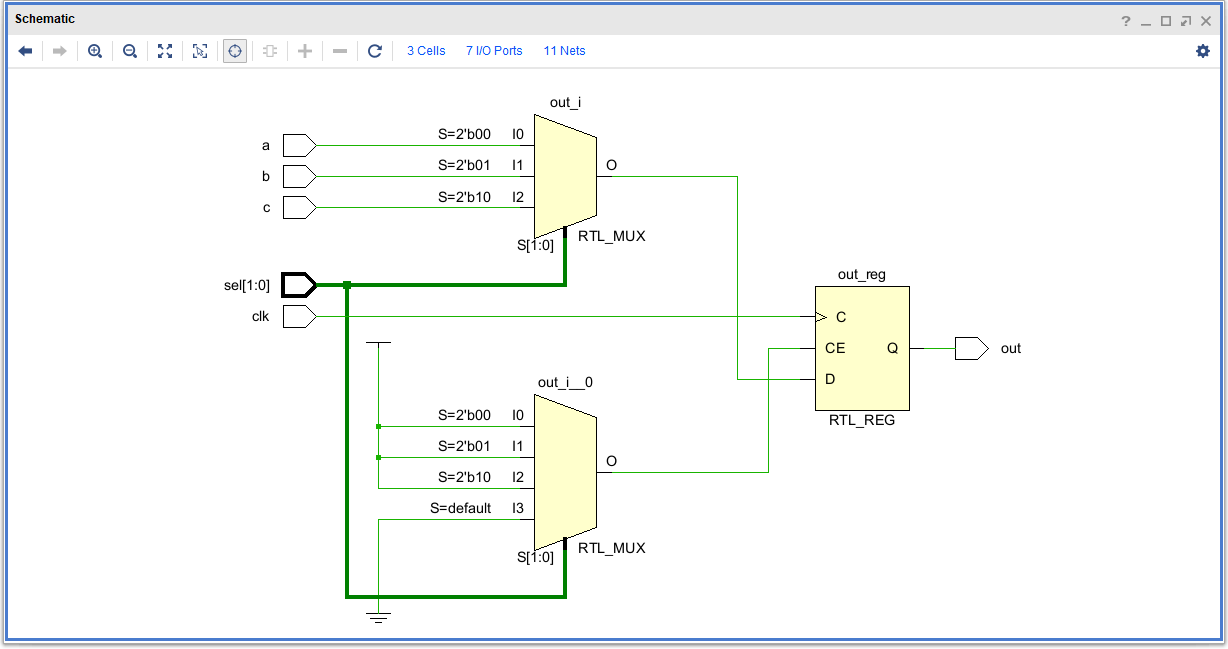 Schematic
3 Cells 7 I/O Ports 11 Nets
out_i
a S=2'b00 I0
b S=2'b01 I1 O
c S=2'b10 I2
S[1:0] RTL_MUX
sel[1:0]
out_reg
clk C
CE Q out
D
RTL_REG
out_i__0
S=2'b00 I0
S=2'b01 I1 O
S=2'b10 I2
S=default I3
S[1:0] RTL_MUX